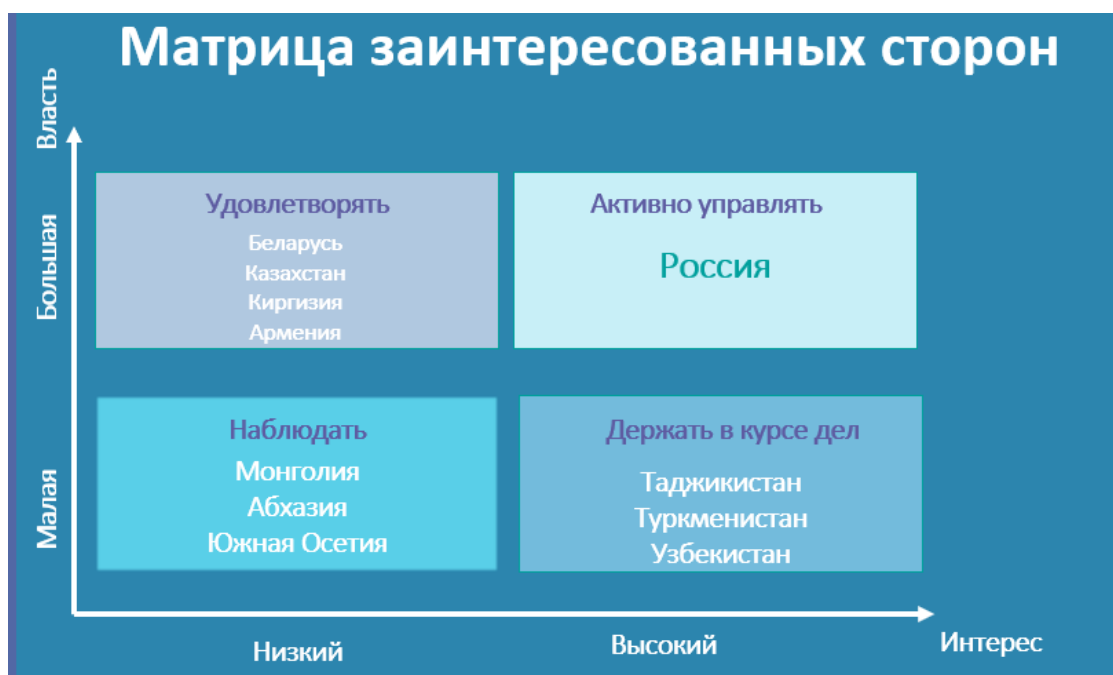 Матрица заинтересованных сторон
Власть
Большая
Малая
Удовлетворять
Беларусь
Казахстан
Киргизия
Армения
Активно управлять
Россия
Наблюдать
Монголия
Абхазия
Южная Осетия
Держать в курсе дел
Таджикистан
Туркменистан
Узбекистан
Низкий
Высокий
Интерес